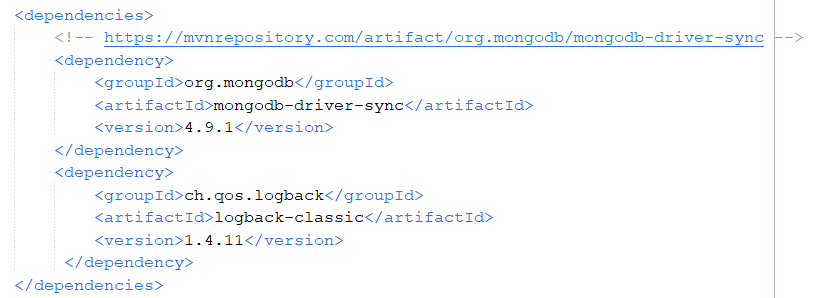 <dependencies>
<!-- https://mvnrepository.com/artifact/org.mongodb/mongodb-driver-sync -->
<dependency>
<groupId>org.mongodb</groupId>
<artifactId>mongodb-driver-sync</artifactId>
<version>4.9.1</version>
</dependency>
<dependency>
<groupId>ch.qos.logback</groupId>
<artifactId>logback-classic</artifactId>
<version>1.4.11</version>
</dependency>
</dependencies>